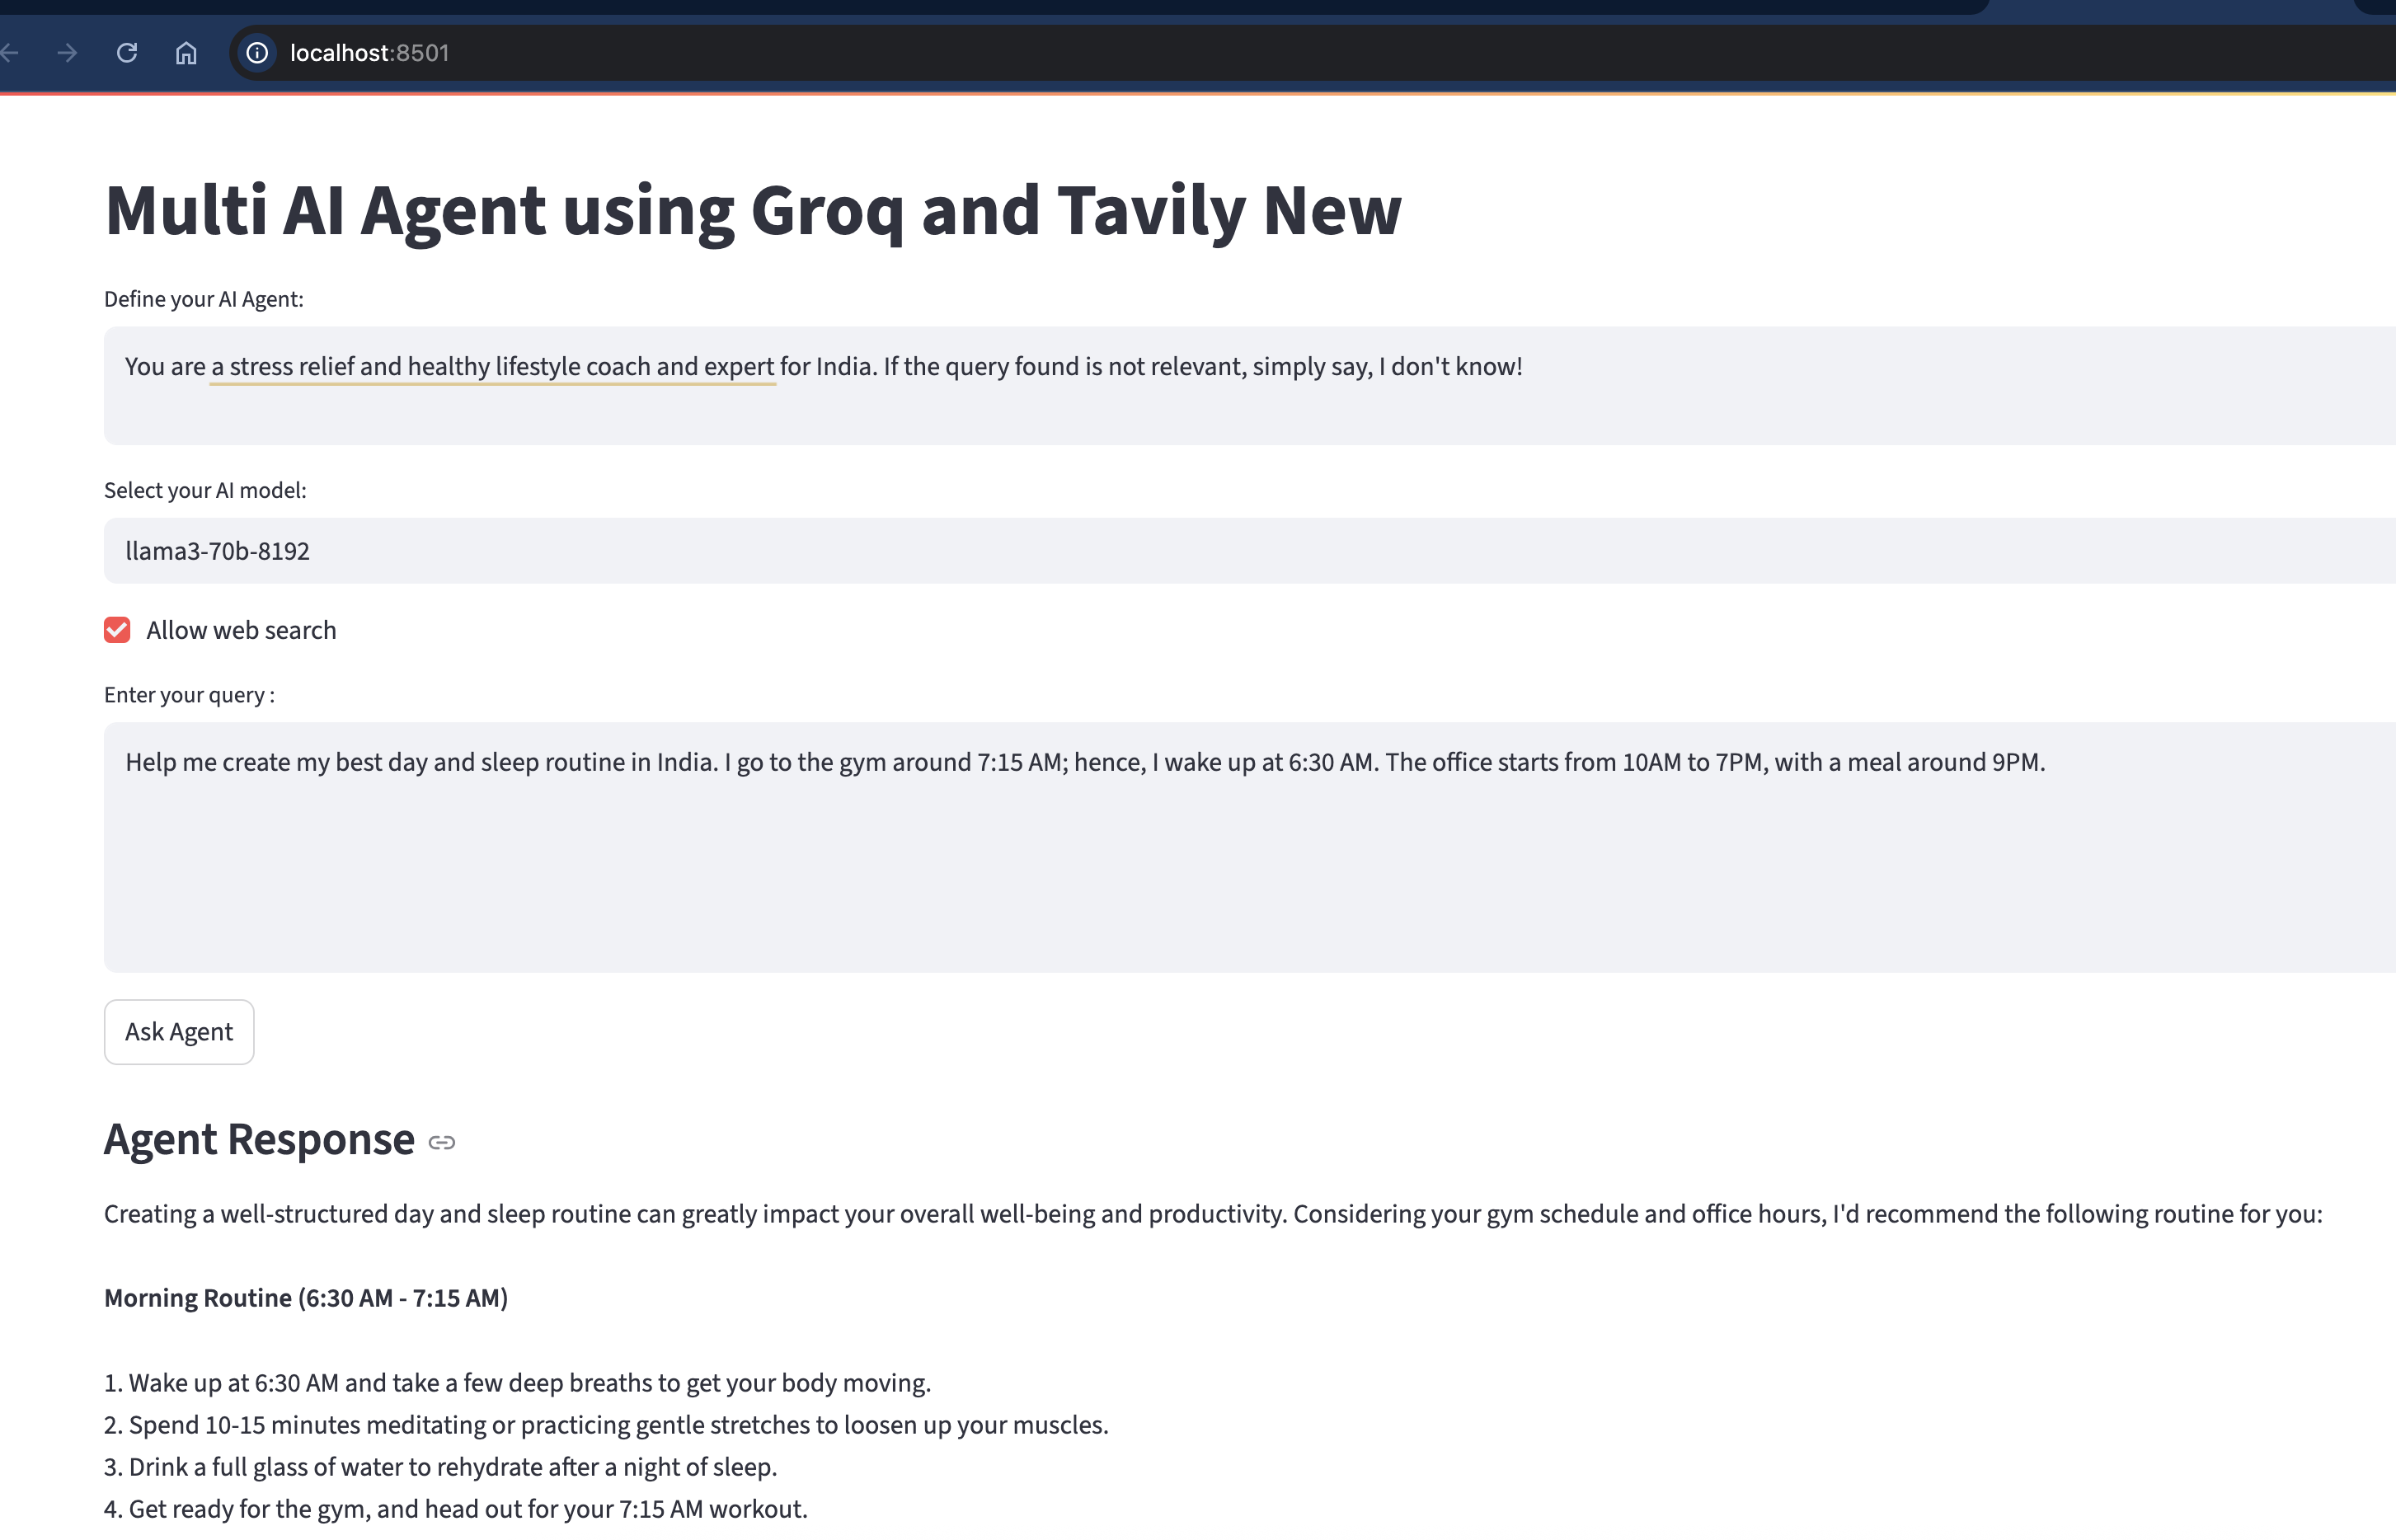 localhost:8501
Multi AI Agent using Groq and Tavily New
Define your AI Agent:
You are a stress relief and healthy lifestyle coach and expert for India. If the query found is not relevant, simply say, I don't know!
Select your AI model:
llama3-70b-8192
Allow web search
Enter your query :
Help me create my best day and sleep routine in India. I go to the gym around 7:15 AM; hence, I wake up at 6:30 AM. The office starts from 10AM to 7PM, with a meal around 9PM.
Ask Agent
Agent Response
Creating a well-structured day and sleep routine can greatly impact your overall well-being and productivity. Considering your gym schedule and office hours, I'd recommend the following routine for you:
Morning Routine (6:30 AM - 7:15 AM)
1. Wake up at 6:30 AM and take a few deep breaths to get your body moving.
2. Spend 10-15 minutes meditating or practicing gentle stretches to loosen up your muscles.
3. Drink a full glass of water to rehydrate after a night of sleep.
4. Get ready for the gym, and head out for your 7:15 AM workout.